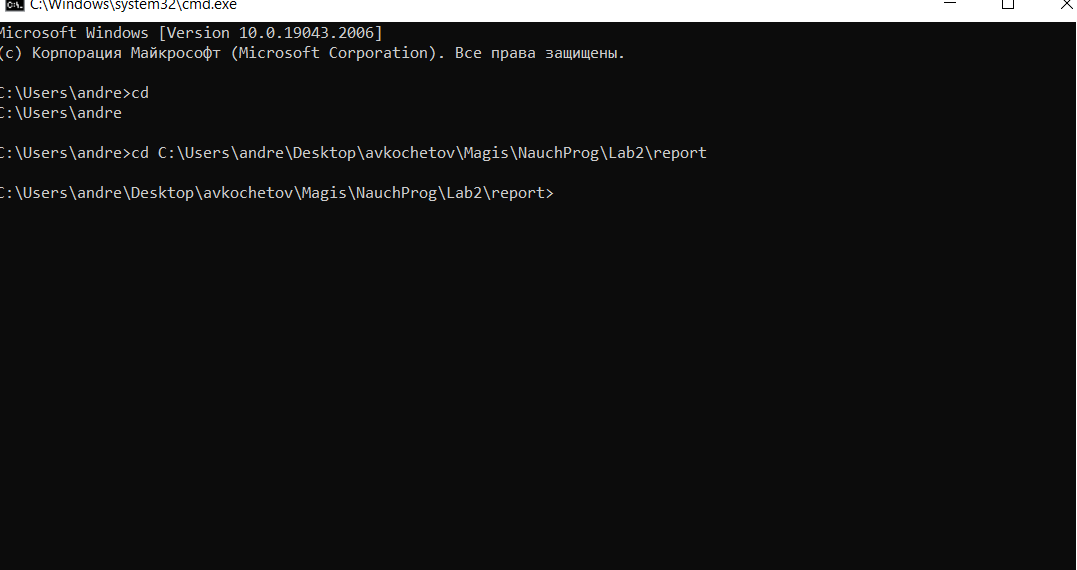 C:\Windows\system32\cmd.exe
Microsoft Windows [Version 10.0.19043.2006]
(c) Корпорация Майкрософт (Microsoft Corporation). Все права защищены.
C:\Users\andre>cd
C:\Users\andre
C:\Users\andre>cd C:\Users\andre\Desktop\avkochetov\Magis\NauchProg\Lab2\report
C:\Users\andre\Desktop\avkochetov\Magis\NauchProg\Lab2\report>